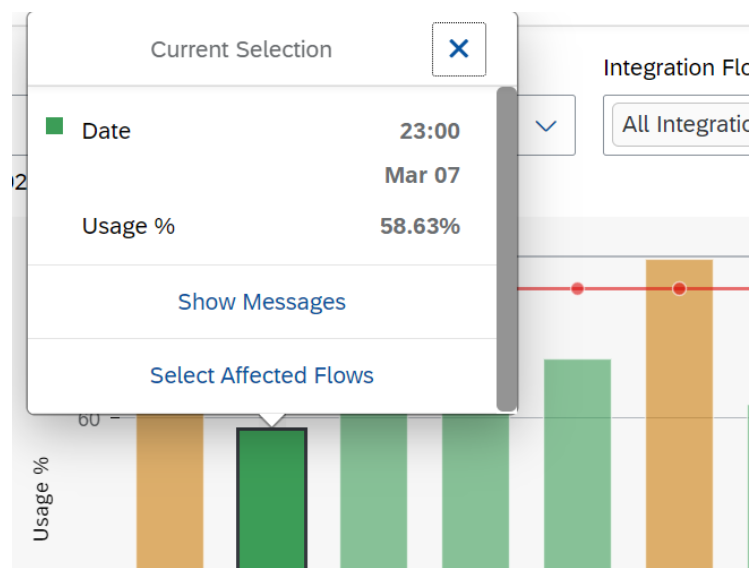 Current Selection
Integration Flo
Date
23:00
Mar 07
All Integratio
02
Usage %
58.63%
Show Messages
Select Affected Flows
60
Usage %